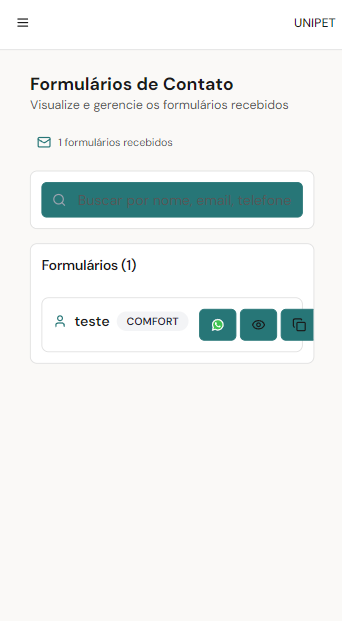 UNIPET
Formulários de Contato
Visualize e gerencie os formulários recebidos
1 formulários recebidos
Buscar por nome, email, telefone
Formulários (1)
teste COMFORT